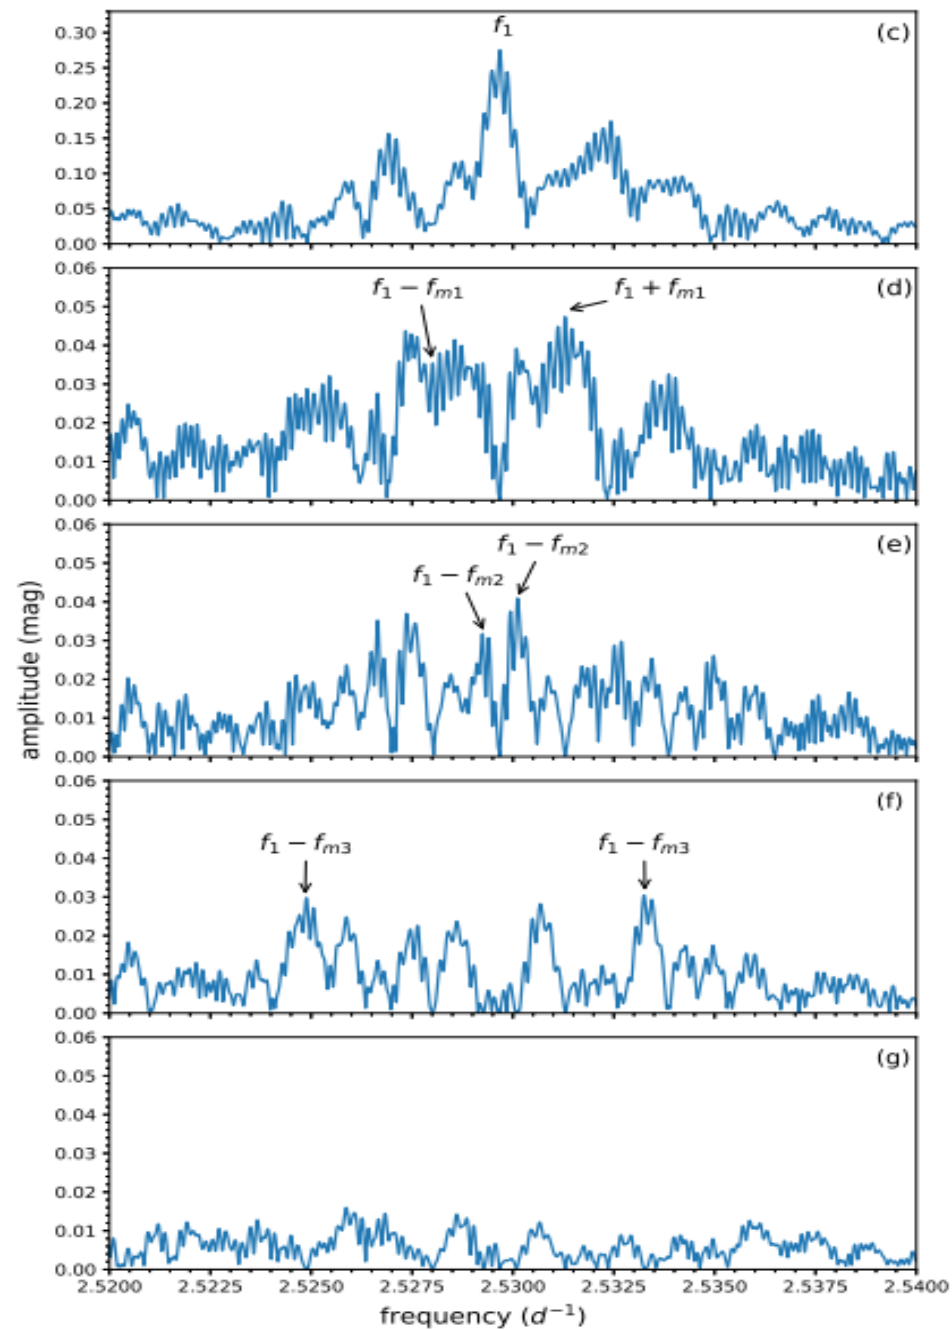 f₁
(c)
0.30
0.25
0.20
0.15
0.10
0.05
0.00
(d)
f₁ − fₘ₁
f₁ + fₘ₁
0.06
0.05
0.04
0.03
0.02
0.01
0.00
(e)
f₁ − fₘ₂
f₁ − fₘ₂
0.06
0.05
0.04
0.03
0.02
0.01
0.00
amplitude (mag)
(f)
f₁ − fₘ₃
f₁ − fₘ₃
0.06
0.05
0.04
0.03
0.02
0.01
0.00
(g)
0.06
0.05
0.04
0.03
0.02
0.01
0.00
2.5200 2.5225 2.5250 2.5275 2.5300 2.5325 2.5350 2.5375 2.5400
frequency (d⁻¹)